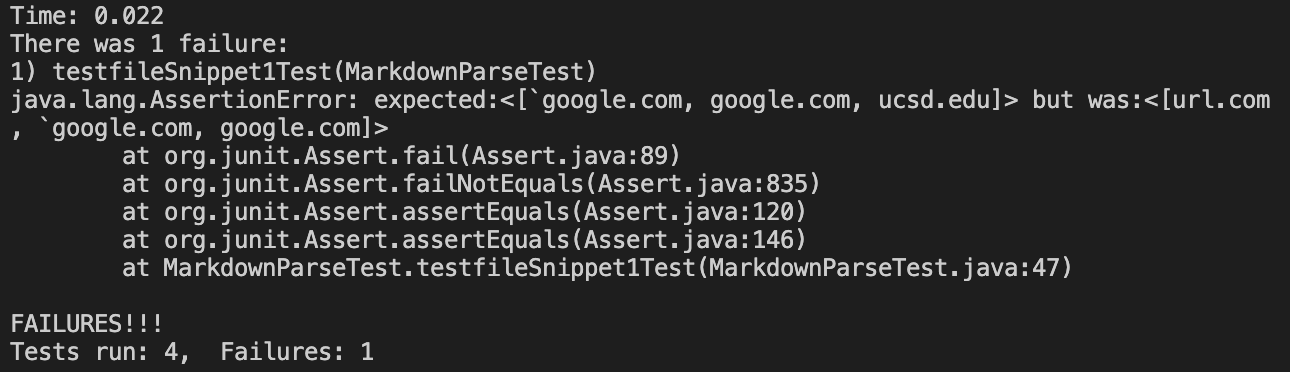 Time: 0.022
There was 1 failure:
1) testfileSnippet1Test(MarkdownParseTest)
java.lang.AssertionError: expected:<[`google.com, google.com, ucsd.edu]> but was:<[url.com
, `google.com, google.com]>
        at org.junit.Assert.fail(Assert.java:89)
        at org.junit.Assert.failNotEquals(Assert.java:835)
        at org.junit.Assert.assertEquals(Assert.java:120)
        at org.junit.Assert.assertEquals(Assert.java:146)
        at MarkdownParseTest.testfileSnippet1Test(MarkdownParseTest.java:47)
FAILURES!!!
Tests run: 4,  Failures: 1